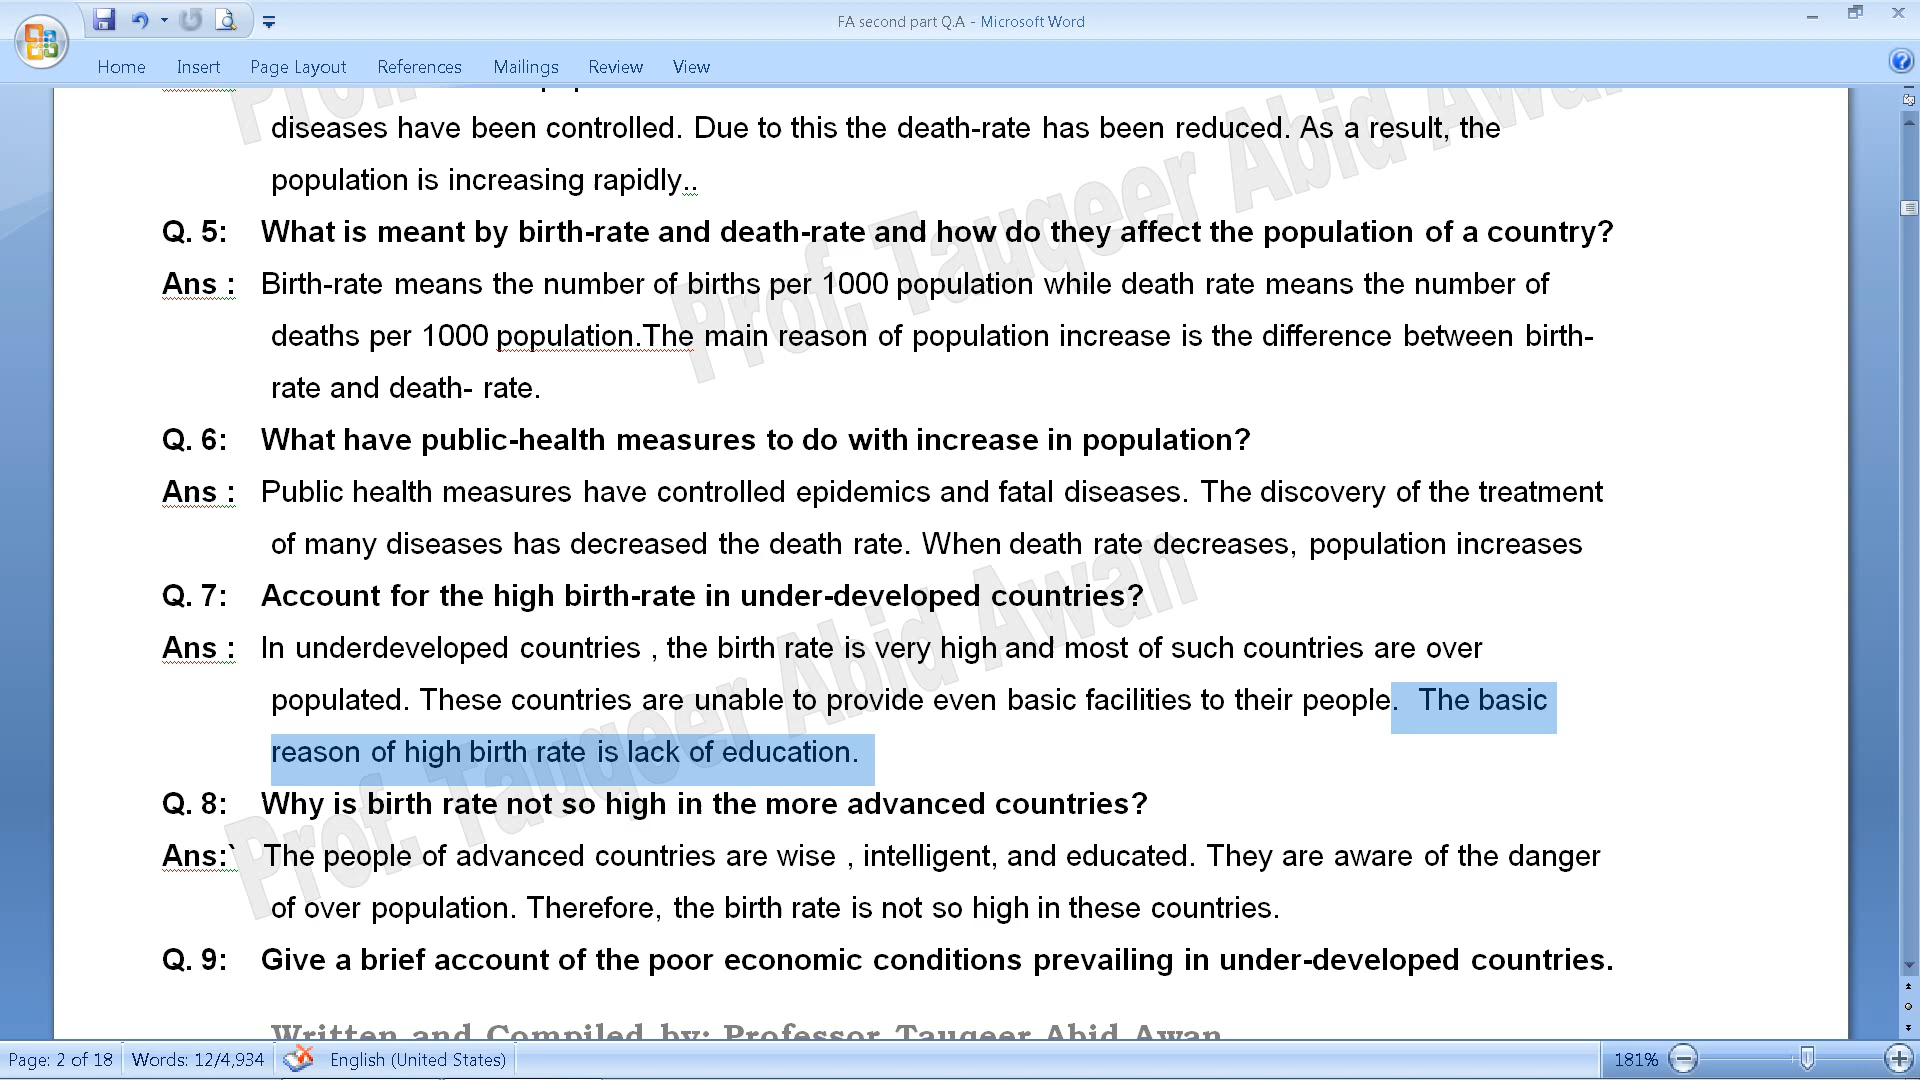 FA second part Q.A - Microsoft Word
Home Insert Page Layout References Mailings Review View
diseases have been controlled. Due to this the death-rate has been reduced. As a result, the
population is increasing rapidly..
Q. 5: What is meant by birth-rate and death-rate and how do they affect the population of a country?
Ans : Birth-rate means the number of births per 1000 population while death rate means the number of
deaths per 1000 population.The main reason of population increase is the difference between birth-
rate and death- rate.
Q. 6: What have public-health measures to do with increase in population?
Ans : Public health measures have controlled epidemics and fatal diseases. The discovery of the treatment
of many diseases has decreased the death rate. When death rate decreases, population increases
Q. 7: Account for the high birth-rate in under-developed countries?
Ans : In underdeveloped countries , the birth rate is very high and most of such countries are over
populated. These countries are unable to provide even basic facilities to their people. The basic
reason of high birth rate is lack of education.
Q. 8: Why is birth rate not so high in the more advanced countries?
Ans:` The people of advanced countries are wise , intelligent, and educated. They are aware of the danger
of over population. Therefore, the birth rate is not so high in these countries.
Q. 9: Give a brief account of the poor economic conditions prevailing in under-developed countries.
Written and Compiled by: Professor Tauqeer Abid Awan
Prof. Tauqeer Abid Awan
Prof. Tauqeer Abid Awan
Page: 2 of 18 Words: 12/4,934 English (United States) 181%